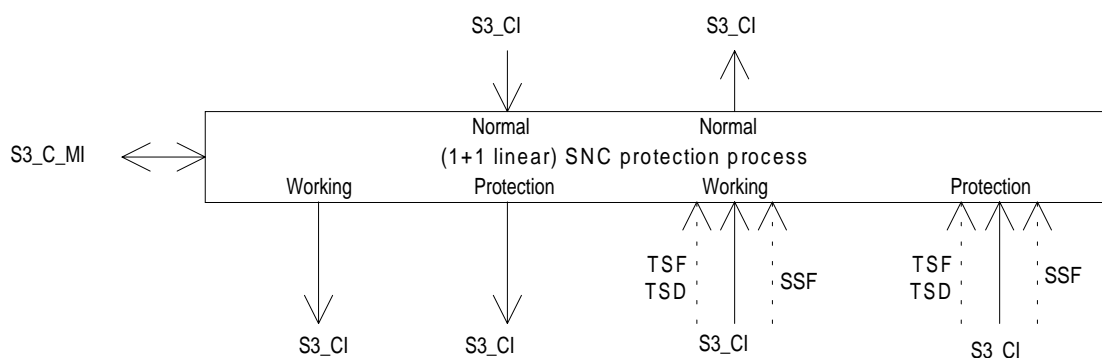 S3_CI S3_CI
Normal Normal
S3_C_MI
(1+1 linear) SNC protection process
Working Protection Working Protection
TSF TSF
SSF SSF
TSD TSD
S3_CI S3_CI S3_CI S3_CI